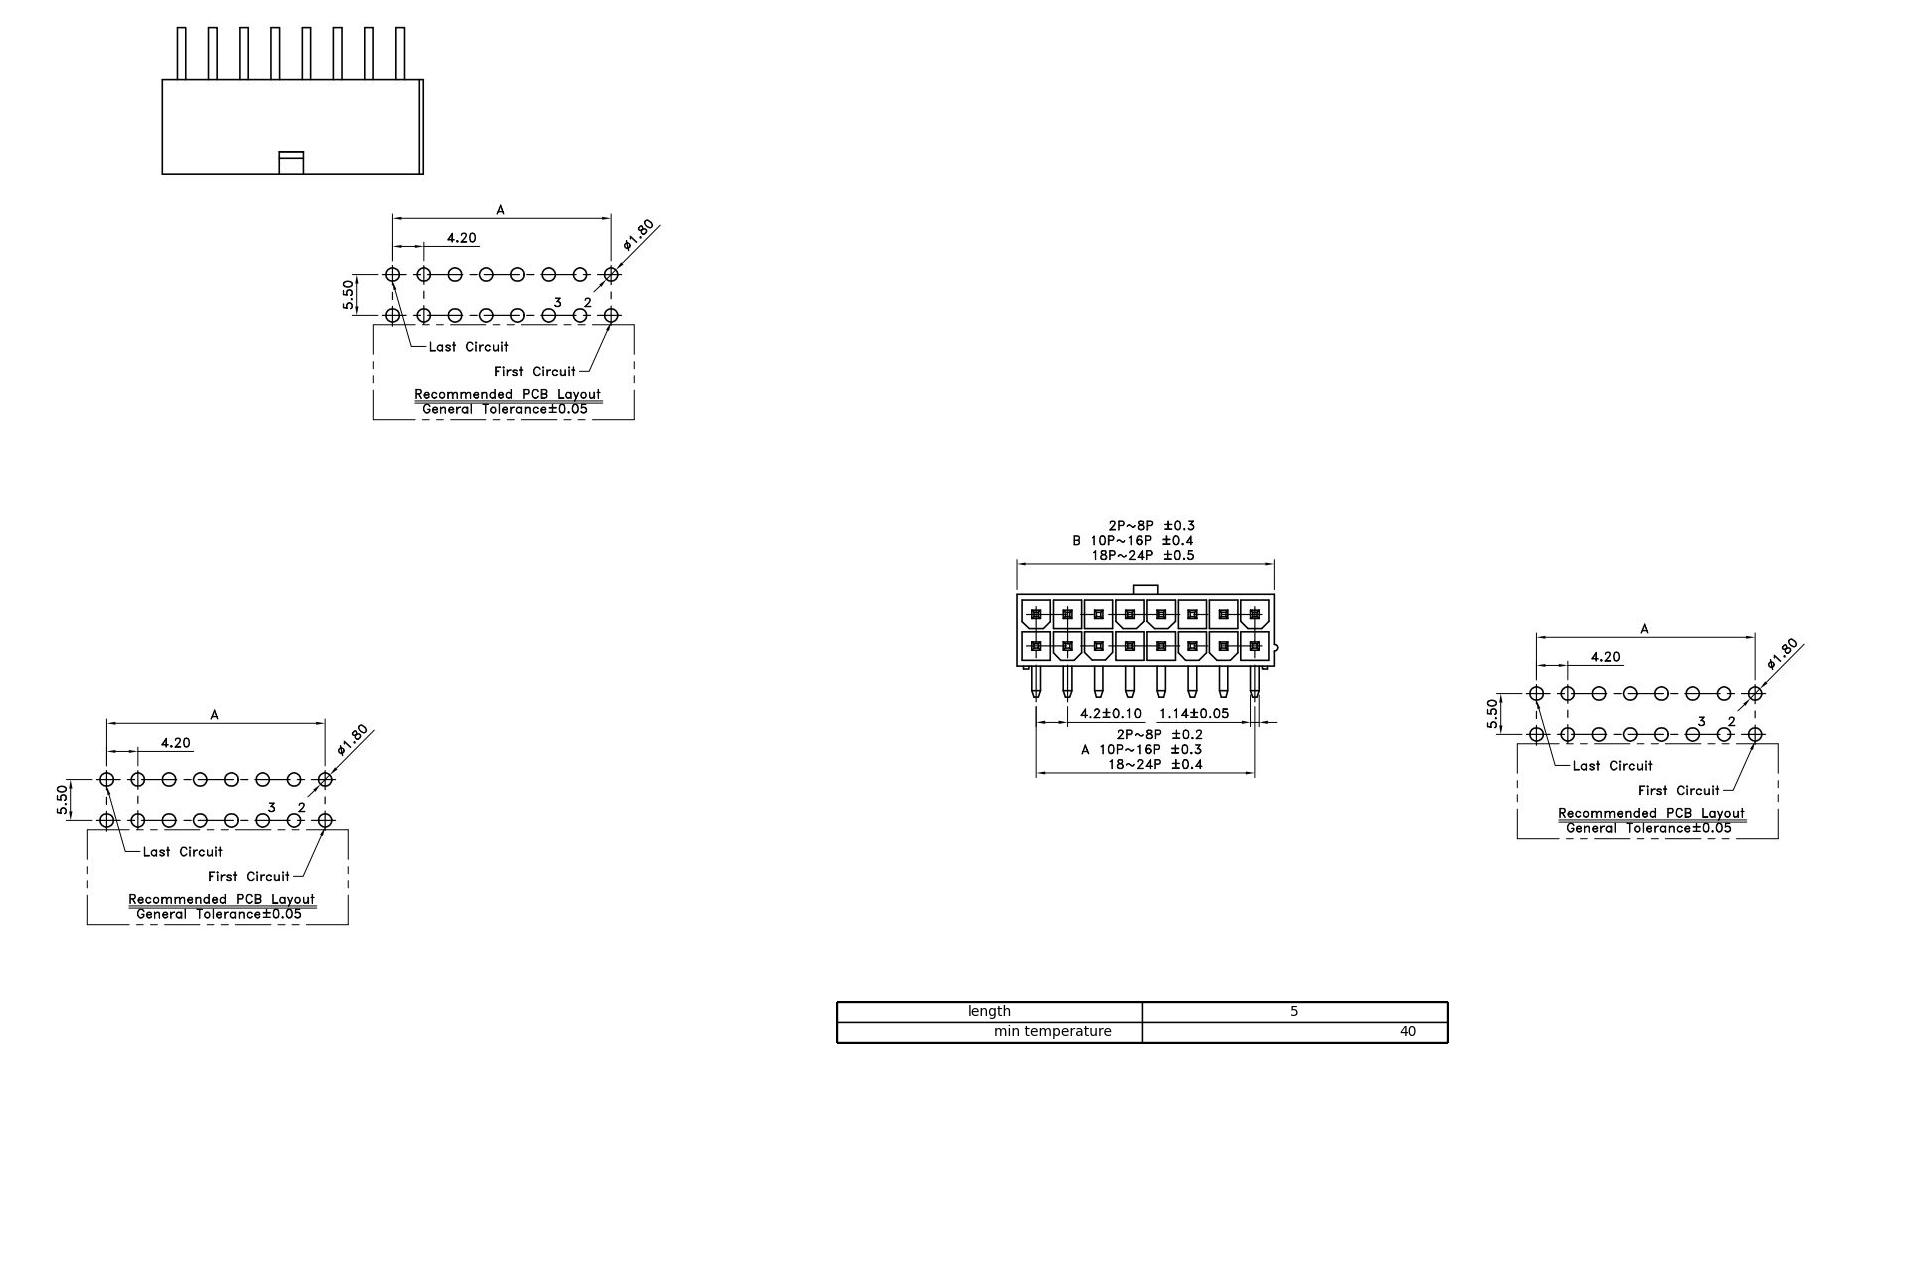 A
4.20
ø1.80
5.50
3 2
Last Circuit
First Circuit
Recommended PCB Layout
General Tolerance±0.05
2P~8P ±0.3
B 10P~16P ±0.4
18P~24P ±0.5
4.2±0.10 1.14±0.05
2P~8P ±0.2
A 10P~16P ±0.3
18~24P ±0.4
A
4.20
ø1.80
5.50
3 2
Last Circuit
First Circuit
Recommended PCB Layout
General Tolerance±0.05
A
4.20
ø1.80
5.50
3 2
Last Circuit
First Circuit
Recommended PCB Layout
General Tolerance±0.05
length 5
min temperature 40